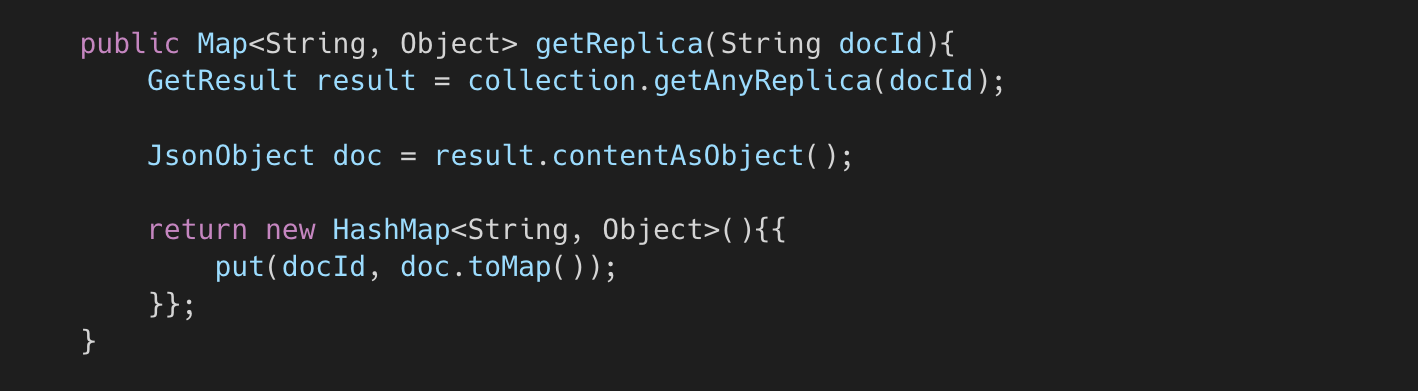 public Map<String, Object> getReplica(String docId){
    GetResult result = collection.getAnyReplica(docId);
    JsonObject doc = result.contentAsObject();
    return new HashMap<String, Object>(){{
        put(docId, doc.toMap());
    }};
}